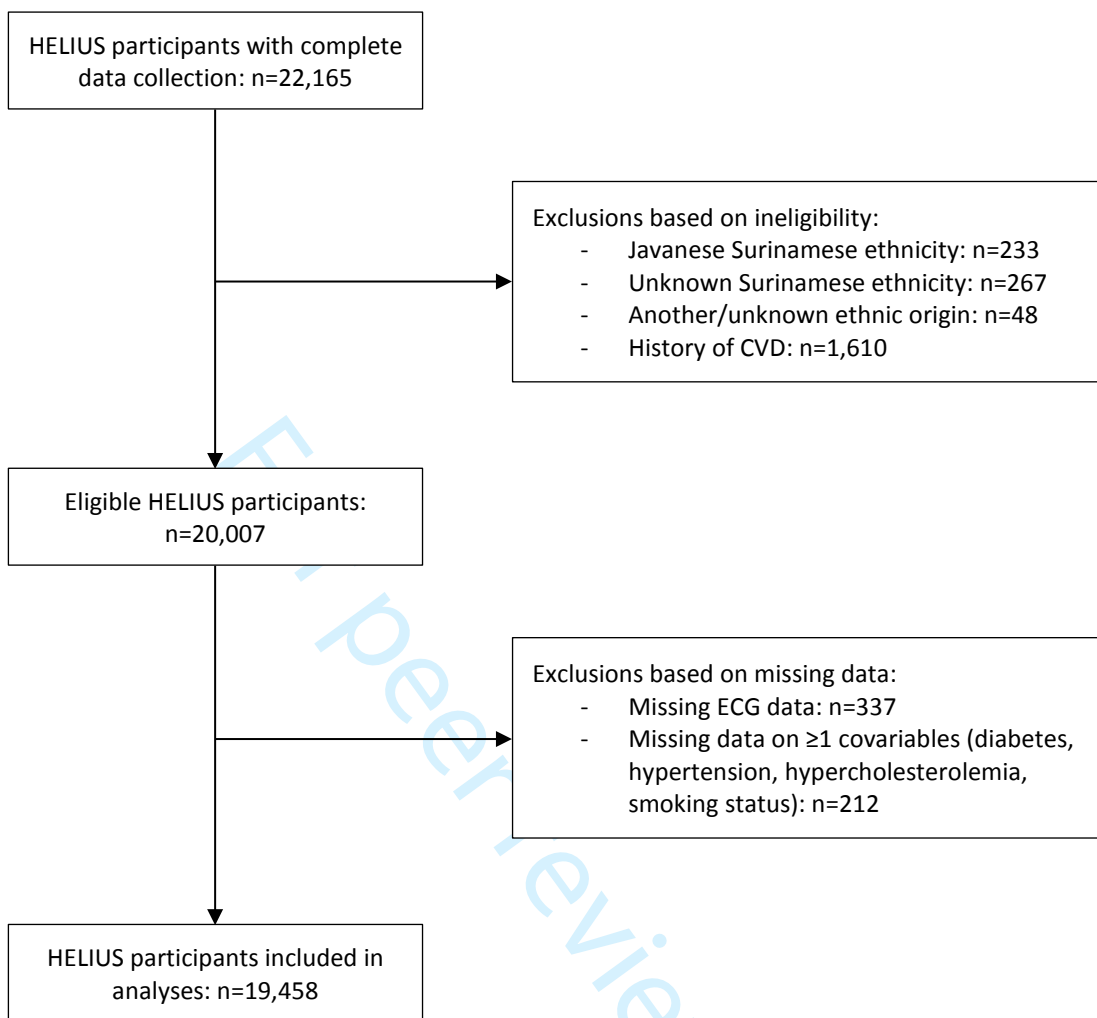 HELIUS participants with complete
data collection: n=22,165
Exclusions based on ineligibility:
- Javanese Surinamese ethnicity: n=233
- Unknown Surinamese ethnicity: n=267
- Another/unknown ethnic origin: n=48
- History of CVD: n=1,610
Eligible HELIUS participants:
n=20,007
Exclusions based on missing data:
- Missing ECG data: n=337
- Missing data on ≥1 covariables (diabetes,
hypertension, hypercholesterolemia,
smoking status): n=212
HELIUS participants included in
analyses: n=19,458
peer